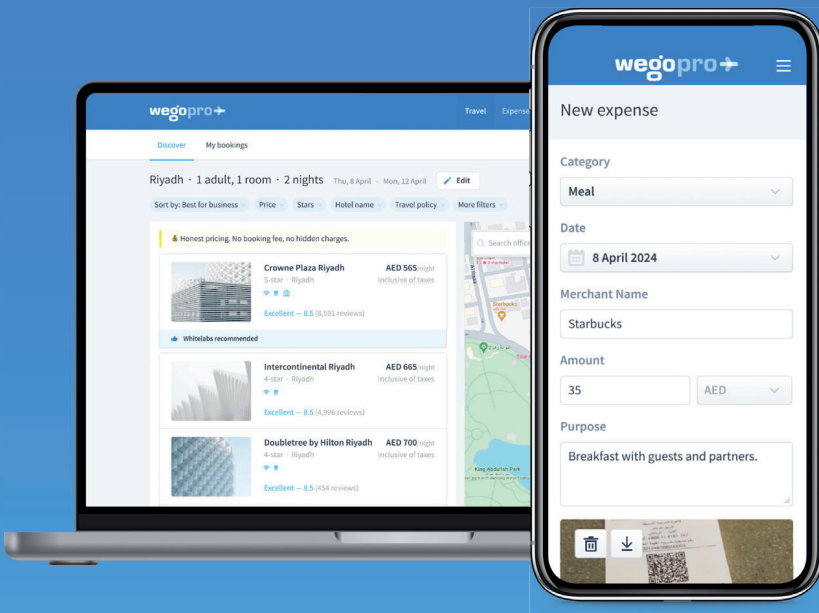 wegopro
Travel Expense
Discover My bookings
Riyadh · 1 adult, 1 room · 2 nights Thu, 8 April - Mon, 12 April Edit
Sort by: Best for business Price Stars Hotel name Travel policy More filters
Honest pricing. No booking fee, no hidden charges.
Search office
Crowne Plaza Riyadh AED 565/night
5-star · Riyadh inclusive of taxes
Excellent — 8.5 (8,591 reviews)
Whitelabs recommended
Intercontinental Riyadh AED 665/night
4-star · Riyadh inclusive of taxes
Excellent — 8.5 (4,996 reviews)
Doubletree by Hilton Riyadh AED 700/night
4-star · Riyadh inclusive of taxes
Excellent — 8.5 (454 reviews)
Starbucks
King Abdullah Park
wegopro
New expense
Category
Meal
Date
8 April 2024
Merchant Name
Starbucks
Amount
35 AED
Purpose
Breakfast with guests and partners.